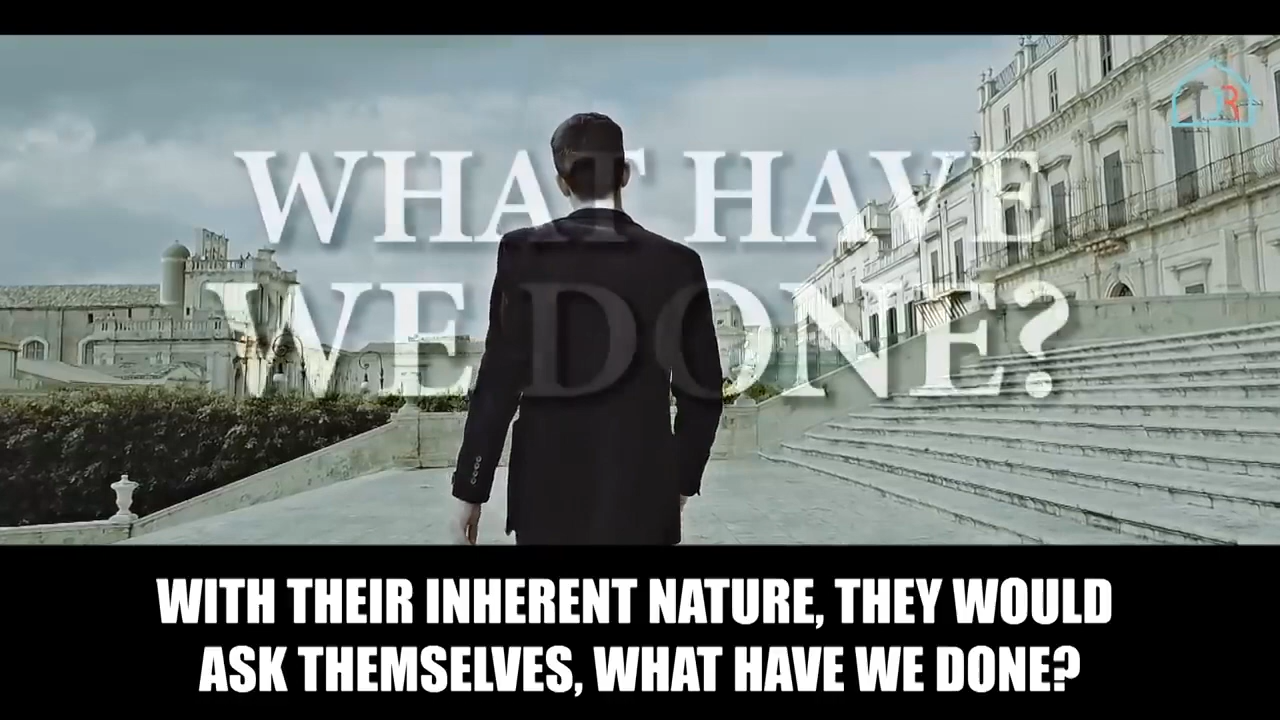 WHAT HAVE
WE DONE?
WITH THEIR INHERENT NATURE, THEY WOULD
ASK THEMSELVES, WHAT HAVE WE DONE?